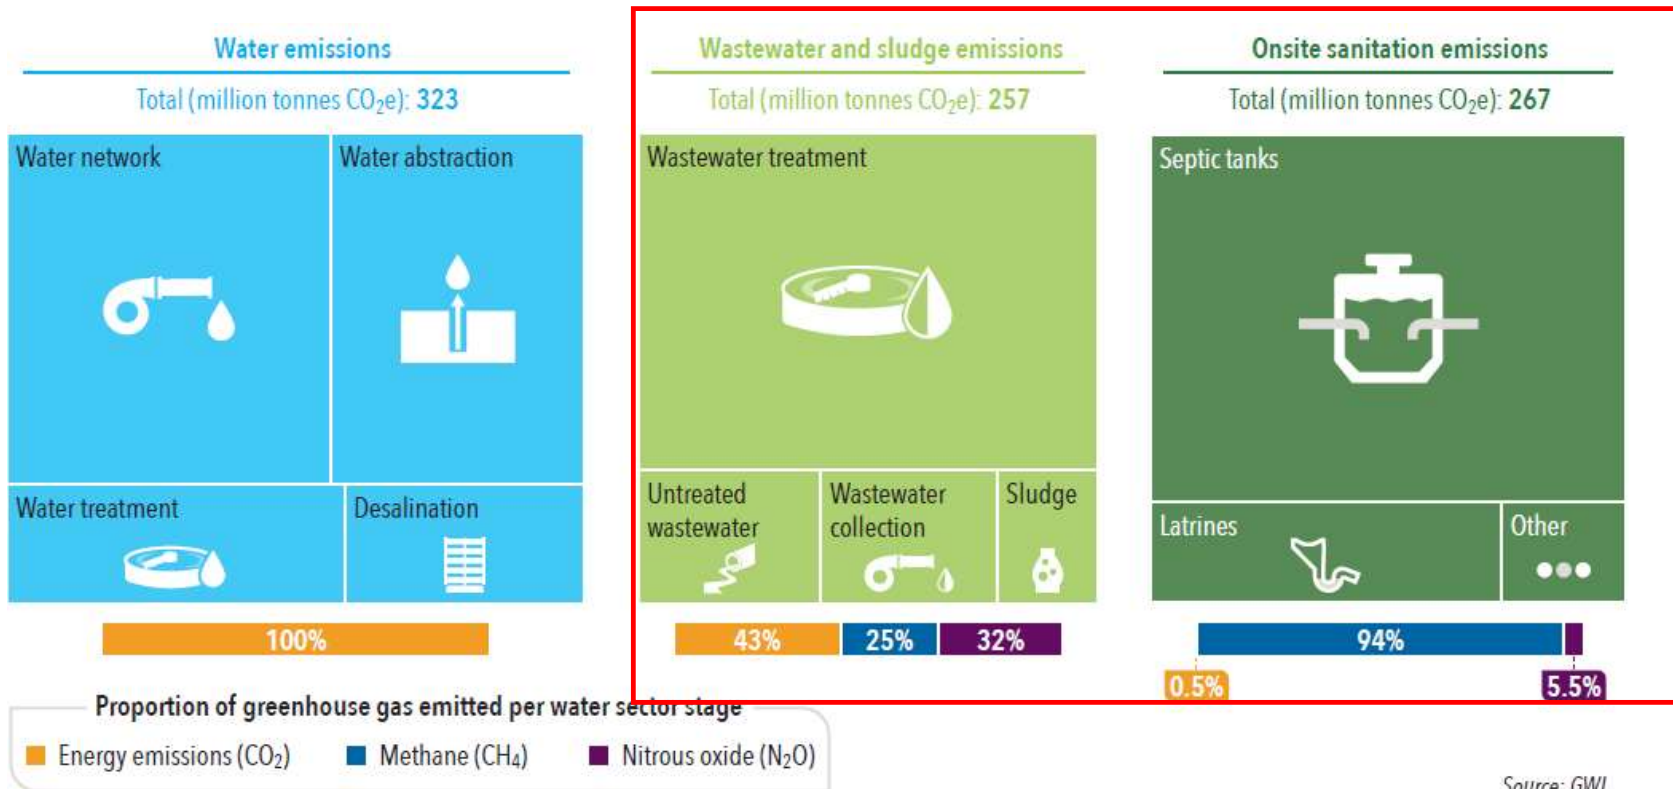 Water emissions
Total (million tonnes CO₂e): 323
Water network
Water abstraction
Water treatment
Desalination
100%
Wastewater and sludge emissions
Total (million tonnes CO₂e): 257
Wastewater treatment
Untreated
wastewater
Wastewater
collection
Sludge
43%
25%
32%
Onsite sanitation emissions
Total (million tonnes CO₂e): 267
Septic tanks
Latrines
Other
94%
0.5%
5.5%
Proportion of greenhouse gas emitted per water sector stage
Energy emissions (CO₂)
Methane (CH₄)
Nitrous oxide (N₂O)
Source: GWI